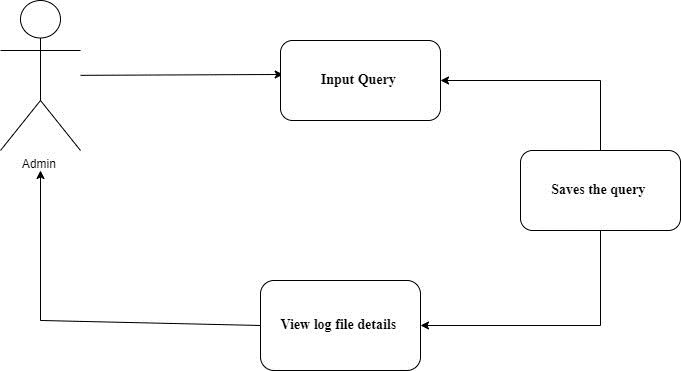 Input Query
Admin
Saves the query
View log file details